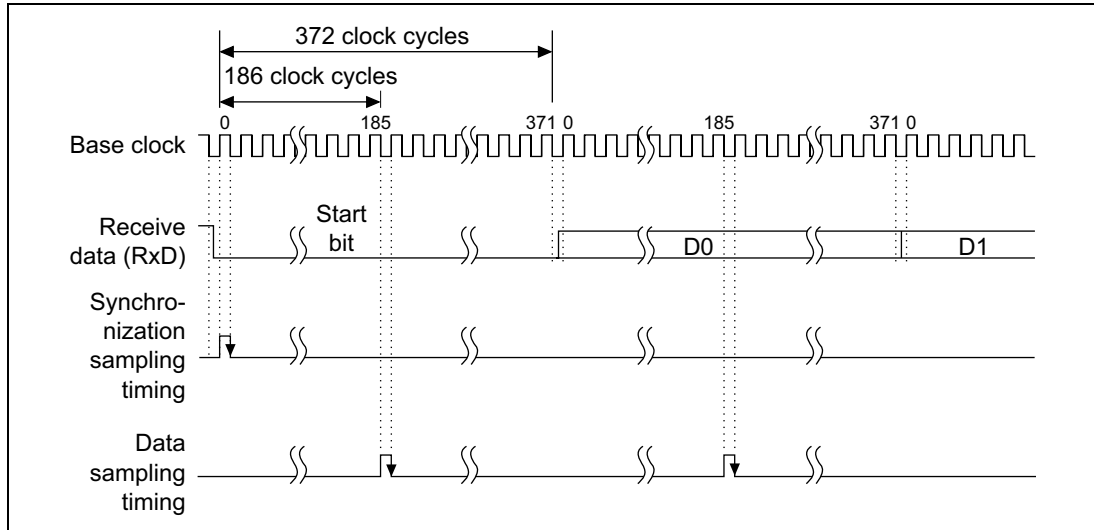 372 clock cycles
186 clock cycles
0 185 371 0 185 371 0
Base clock
Receive
data (RxD)
Start
bit
D0 D1
Synchro-
nization
sampling
timing
Data
sampling
timing